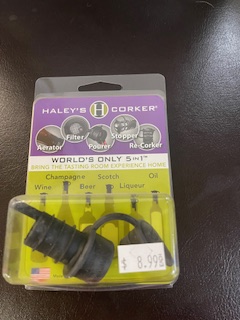 HALEY'S H CORKER®
Stopper
Filter
Aerator Pourer Re-Corker
WORLD'S ONLY 5 IN 1™
BRING THE TASTING ROOM EXPERIENCE HOME
Champagne Scotch Oil
Wine Beer Liqueur
$ 8.99